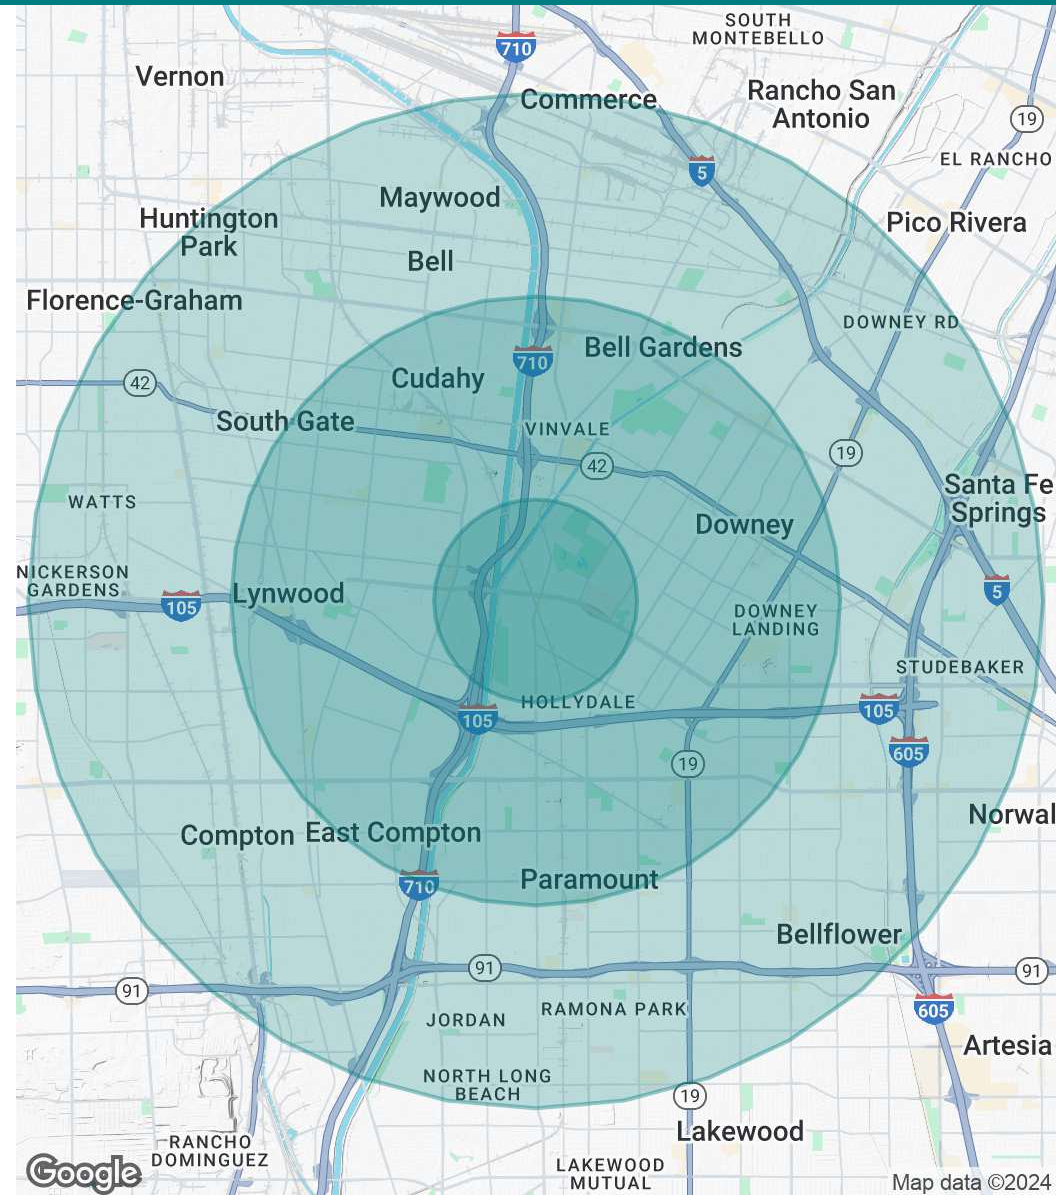 SOUTH
MONTEBELLO
710
Vernon
Rancho San
Antonio
Commerce
19
EL RANCHO
5
Maywood
Huntington
Park
Pico Rivera
Bell
Florence-Graham
DOWNEY RD
Bell Gardens
710
Cudahy
42
South Gate
VINVALE
19
42
Santa Fe
Springs
WATTS
Downey
NICKERSON
GARDENS
Lynwood
105
5
DOWNEY
LANDING
STUDEBAKER
HOLLYDALE
105
105
605
19
Norwal
Compton
East Compton
710
Paramount
Bellflower
91
91
91
605
RAMONA PARK
JORDAN
Artesia
NORTH LONG
BEACH
19
Lakewood
RANCHO
DOMINGUEZ
LAKEWOOD
MUTUAL
Google
Map data ©2024